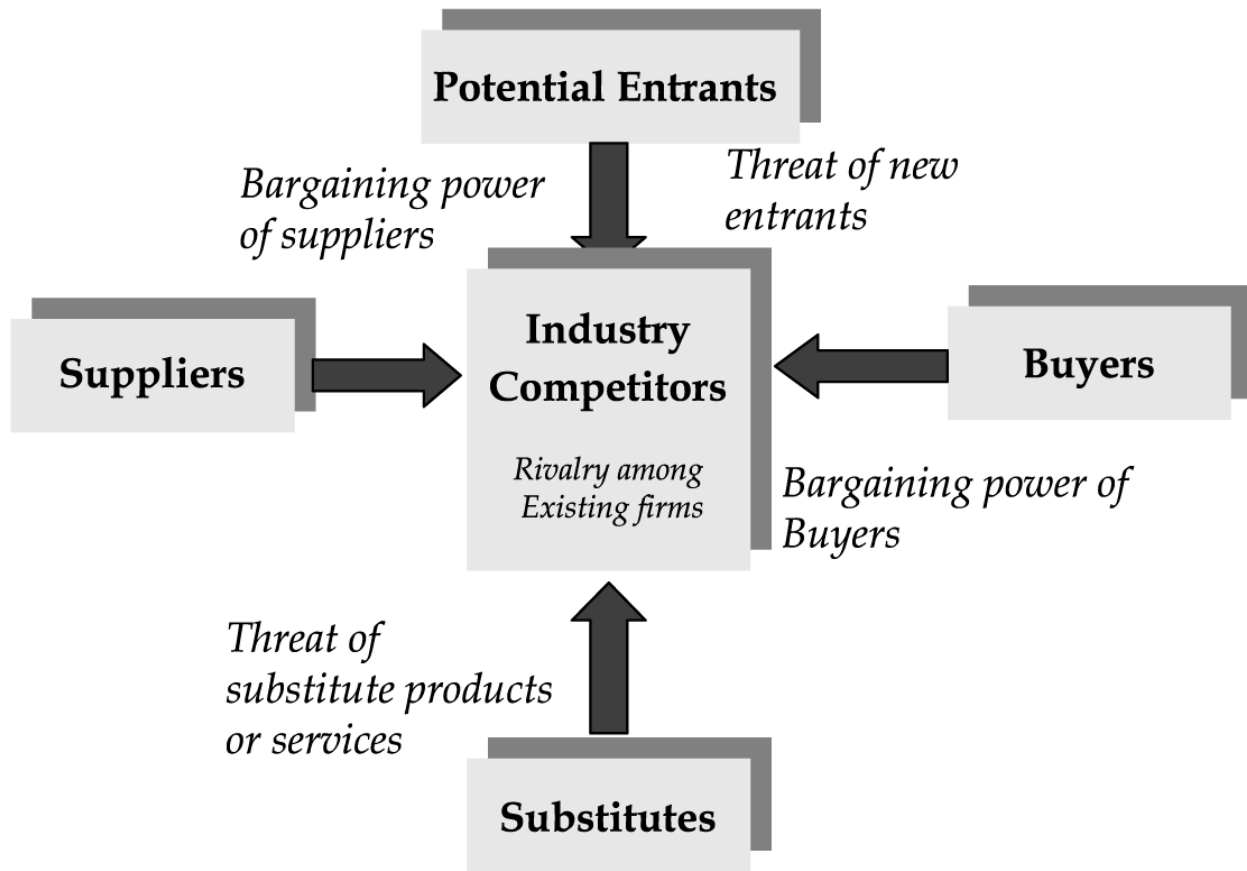 Potential Entrants
Bargaining power
of suppliers
Threat of new
entrants
Suppliers
Industry
Competitors
Rivalry among
Existing firms
Buyers
Bargaining power of
Buyers
Threat of
substitute products
or services
Substitutes